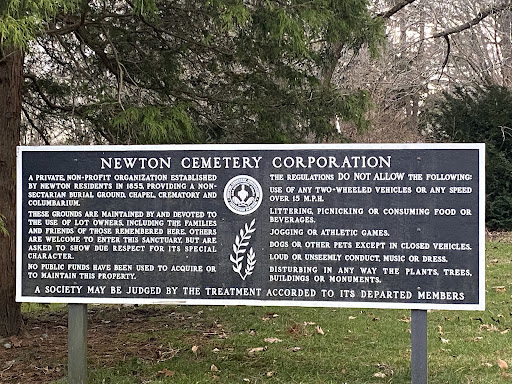 NEWTON CEMETERY CORPORATION
A PRIVATE, NON-PROFIT ORGANIZATION ESTABLISHED
BY NEWTON RESIDENTS IN 1855, PROVIDING A NON-
SECTARIAN BURIAL GROUND, CHAPEL, CREMATORY AND
COLUMBARIUM.
THESE GROUNDS ARE MAINTAINED BY AND DEVOTED TO
THE USE OF LOT OWNERS, INCLUDING THE FAMILIES
AND FRIENDS OF THOSE REMEMBERED HERE. OTHERS
ARE WELCOME TO ENTER THIS SANCTUARY, BUT ARE
ASKED TO SHOW DUE RESPECT FOR ITS SPECIAL
CHARACTER.
NO PUBLIC FUNDS HAVE BEEN USED TO ACQUIRE OR
TO MAINTAIN THIS PROPERTY.
THE REGULATIONS DO NOT ALLOW THE FOLLOWING:
USE OF ANY TWO-WHEELED VEHICLES OR ANY SPEED
OVER 15 M.P.H.
LITTERING, PICNICKING OR CONSUMING FOOD OR
BEVERAGES.
JOGGING OR ATHLETIC GAMES.
DOGS OR OTHER PETS EXCEPT IN CLOSED VEHICLES.
LOUD OR UNSEEMLY CONDUCT, MUSIC OR DRESS.
DISTURBING IN ANY WAY THE PLANTS, TREES,
BUILDINGS OR MONUMENTS.
A SOCIETY MAY BE JUDGED BY THE TREATMENT ACCORDED TO ITS DEPARTED MEMBERS